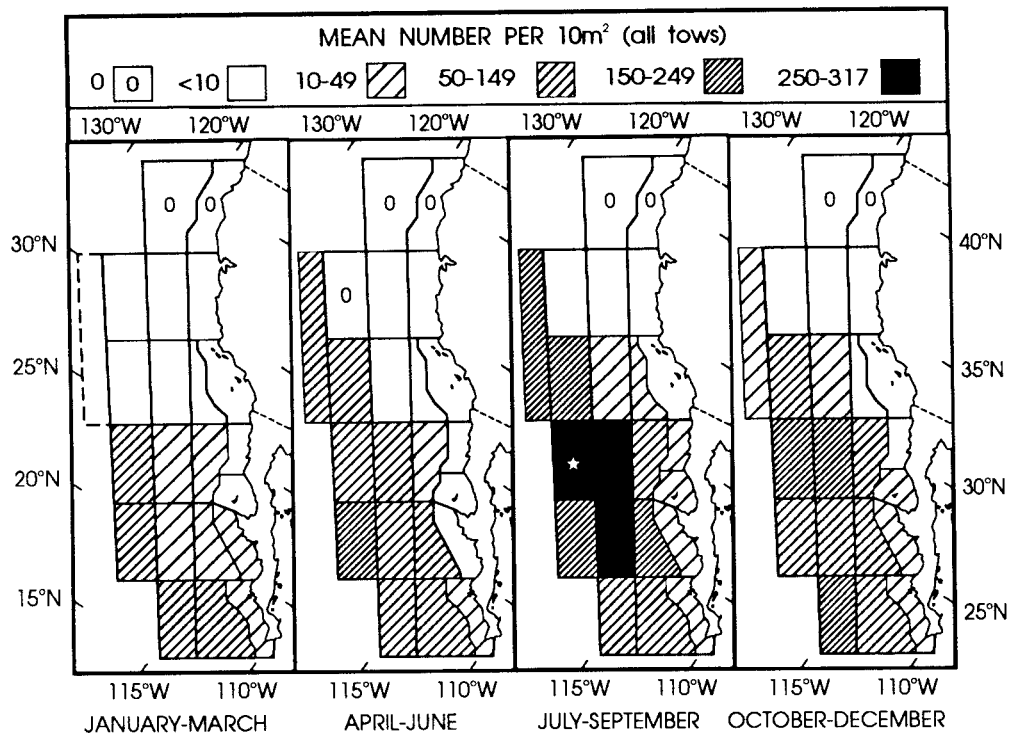 MEAN NUMBER PER 10m² (all tows)
0 0 <10 10-49 50-149 150-249 250-317
130°W 120°W 130°W 120°W 130°W 120°W 130°W 120°W
0 0 0 0 0 0 0 0
30°N 40°N
0
25°N 35°N
20°N 30°N
15°N 25°N
115°W 110°W 115°W 110°W 115°W 110°W 115°W 110°W
JANUARY-MARCH APRIL-JUNE JULY-SEPTEMBER OCTOBER-DECEMBER